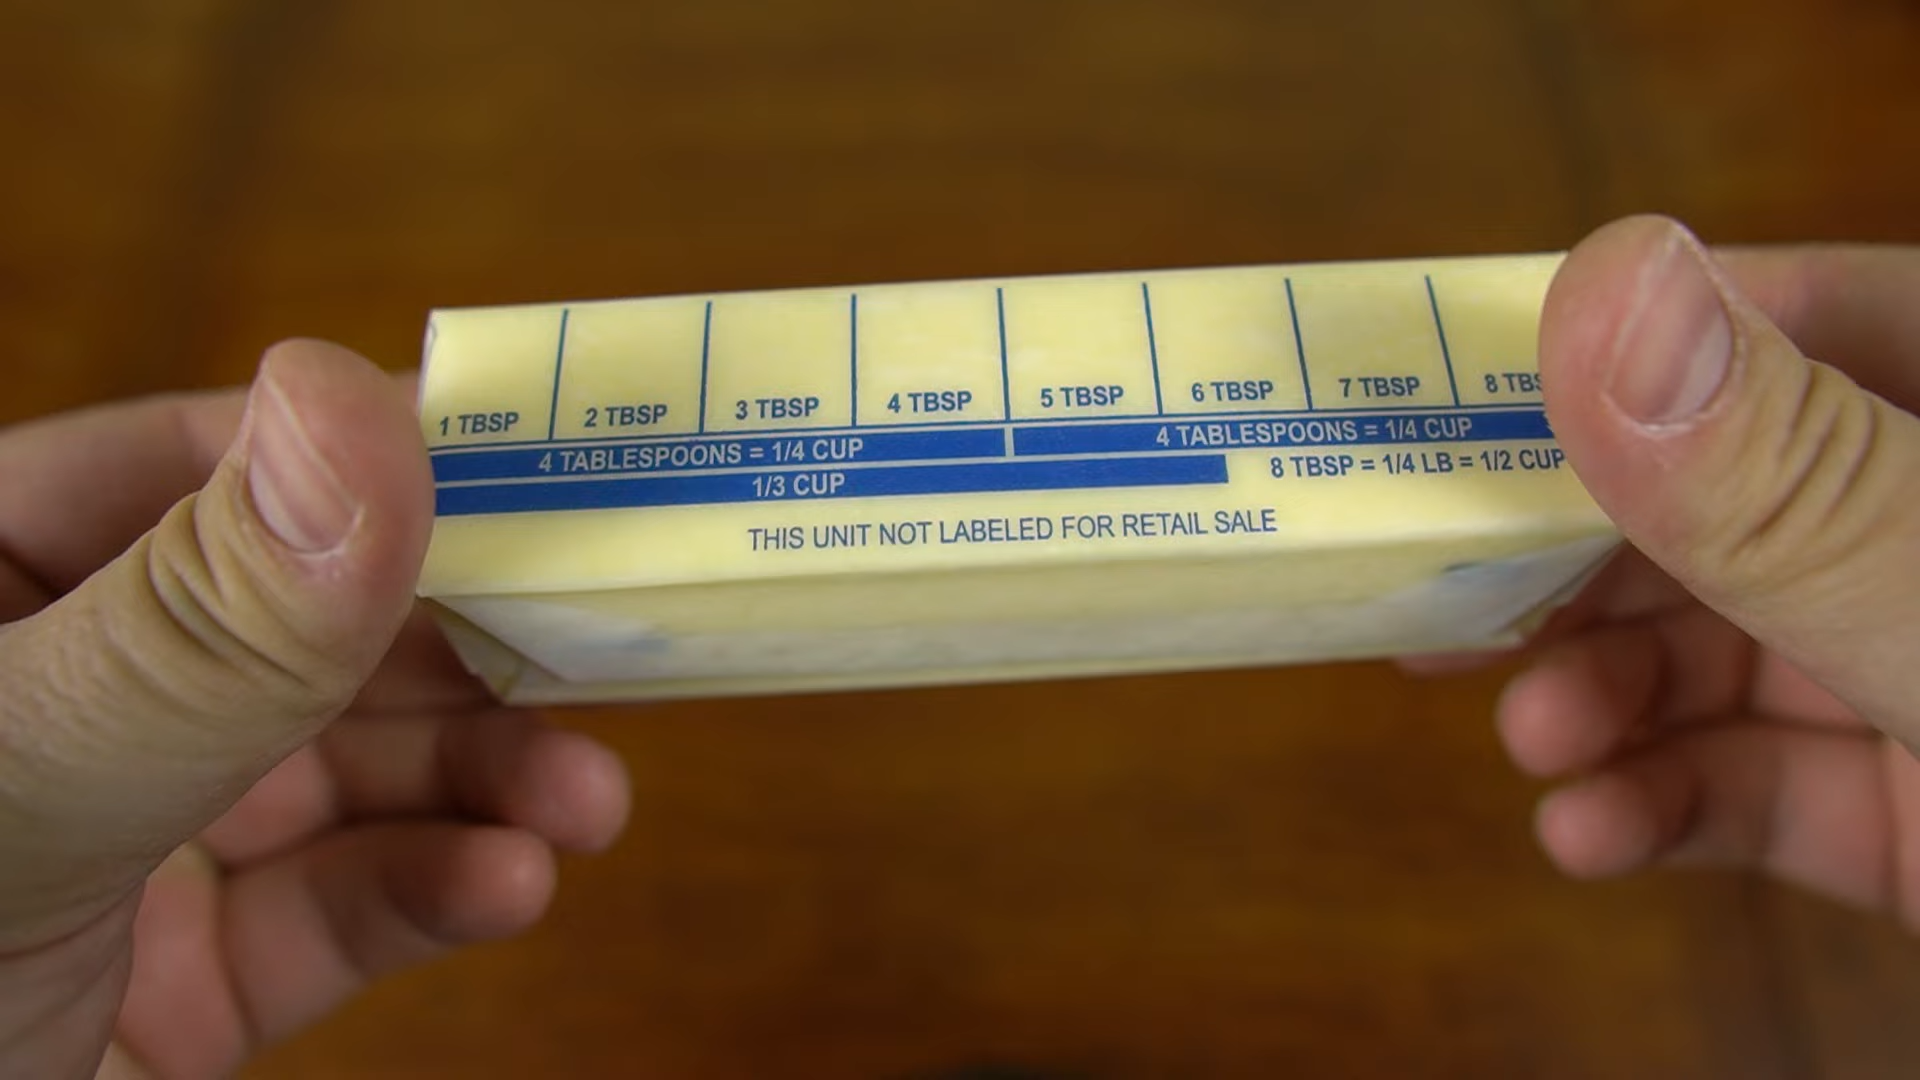 1 TBSP 2 TBSP 3 TBSP 4 TBSP 5 TBSP 6 TBSP 7 TBSP 8 TBS
4 TABLESPOONS = 1/4 CUP 4 TABLESPOONS = 1/4 CUP
1/3 CUP 8 TBSP = 1/4 LB = 1/2 CUP
THIS UNIT NOT LABELED FOR RETAIL SALE